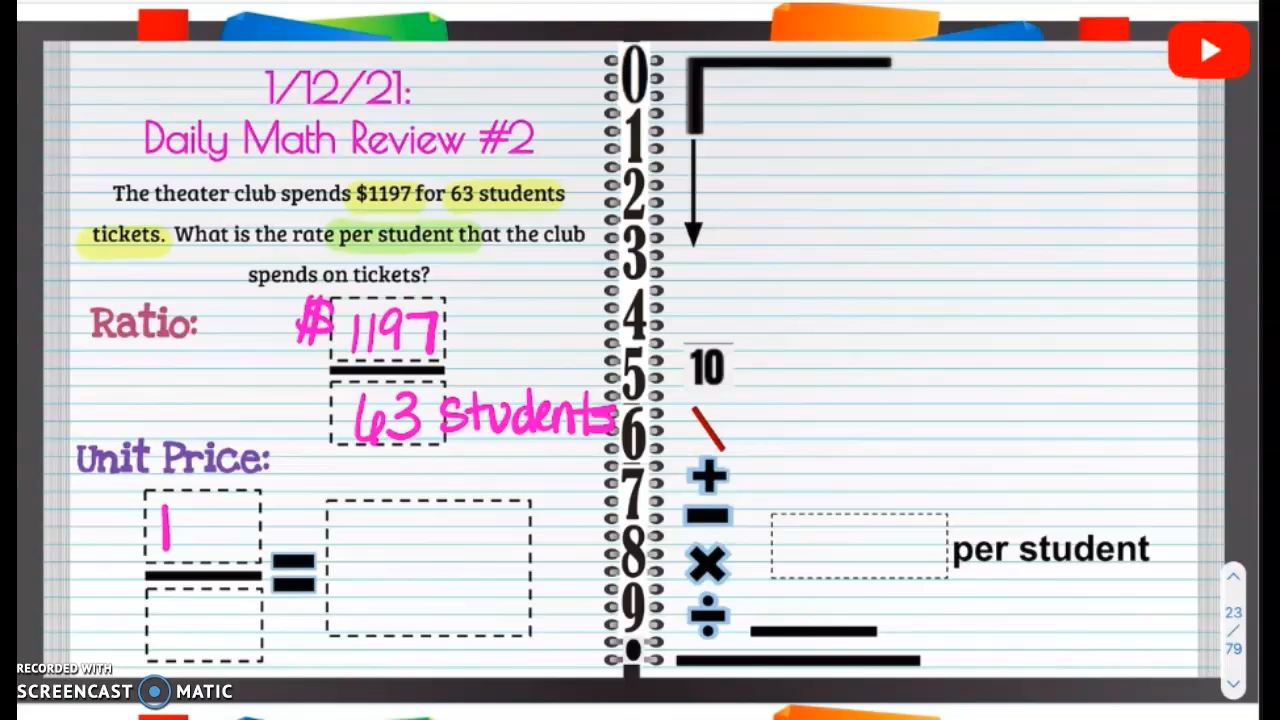 1/12/21:
Daily Math Review #2
The theater club spends $1197 for 63 students
tickets. What is the rate per student that the club
spends on tickets?
Ratio:
$ 1197
63 students
Unit Price:
1
=
0
1
2
3
4
5
6
7
8
9
.
10
+
-
×
÷
per student
23
/
79
RECORDED WITH
SCREENCAST MATIC